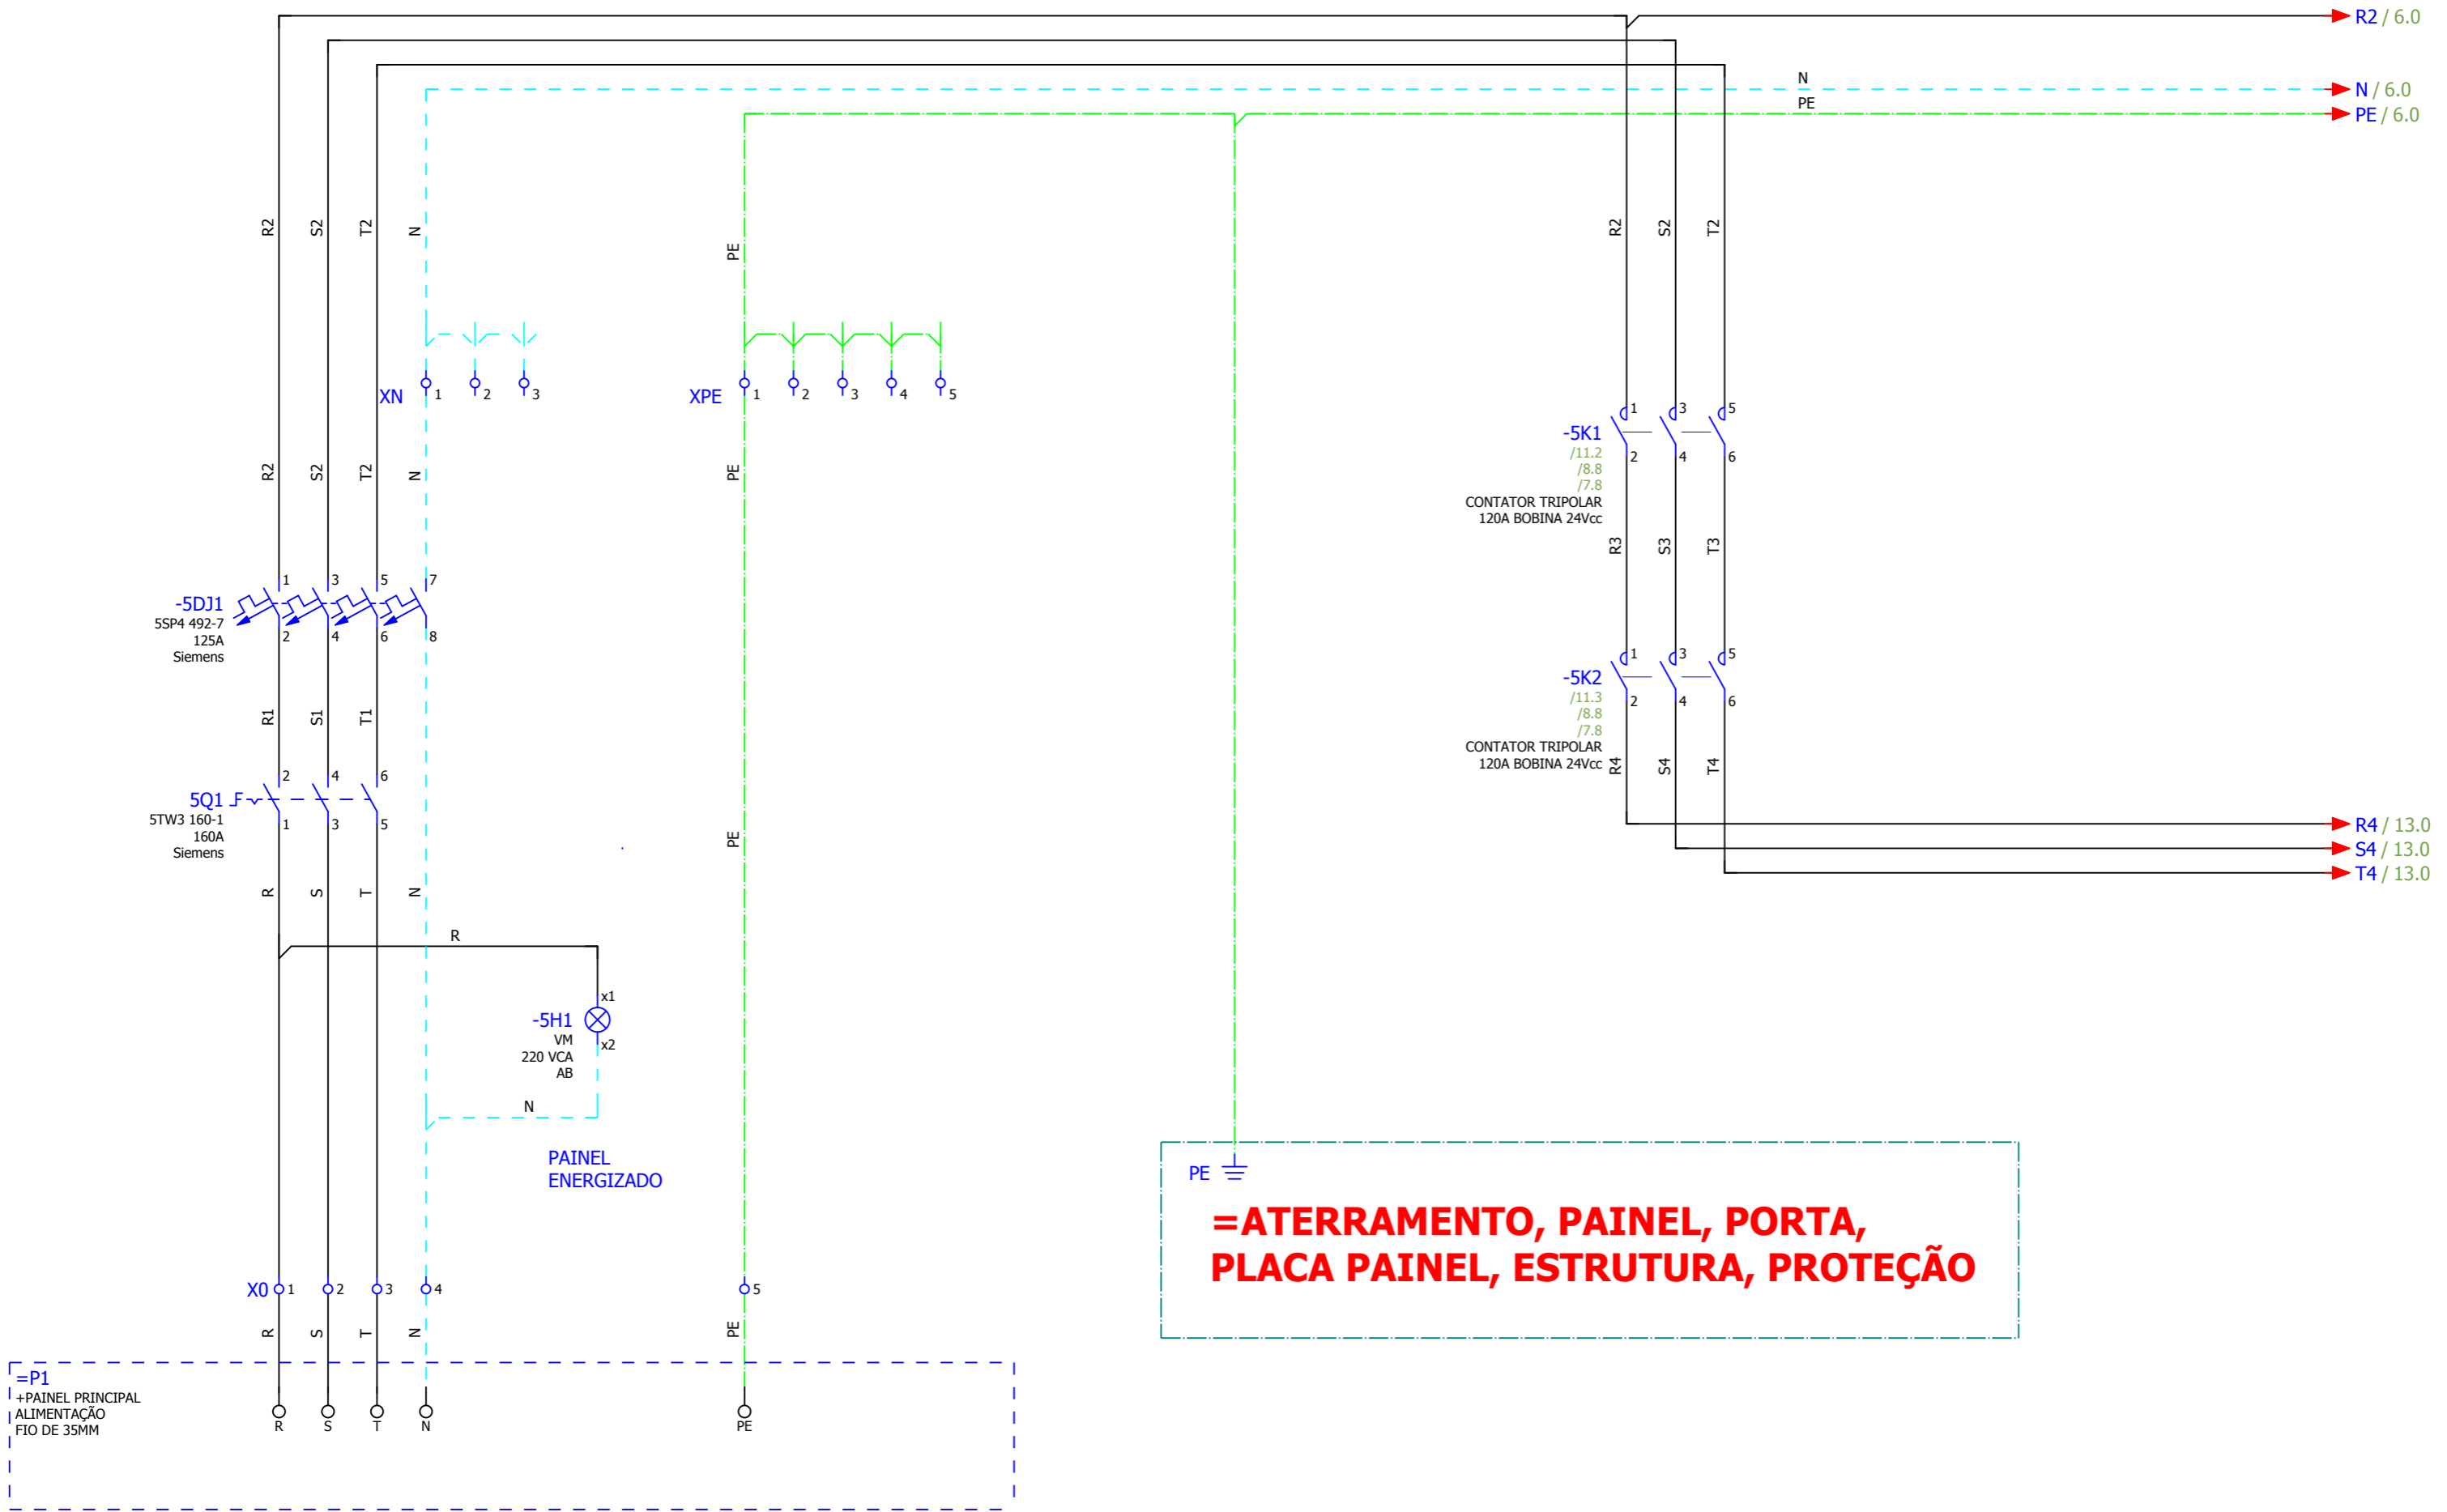 R2 / 6.0
N
N / 6.0
PE
PE / 6.0
R2
S2
T2
N
PE
R2
S2
T2
XN
1
2
3
XPE
1
2
3
4
5
R2
S2
T2
N
PE
-5K1
/11.2
/8.8
/7.8
CONTATOR TRIPOLAR
120A BOBINA 24Vcc
1
3
5
2
4
6
R3
S3
T3
-5DJ1
5SP4 492-7
125A
Siemens
1
3
5
7
2
4
6
8
-5K2
/11.3
/8.8
/7.8
CONTATOR TRIPOLAR
120A BOBINA 24Vcc
1
3
5
2
4
6
R4
S4
T4
R1
S1
T1
5Q1
5TW3 160-1
160A
Siemens
2
4
6
1
3
5
PE
R4 / 13.0
S4 / 13.0
T4 / 13.0
R
S
T
N
R
-5H1
VM
220 VCA
AB
x1
x2
N
PAINEL
ENERGIZADO
PE
=ATERRAMENTO, PAINEL, PORTA,
PLACA PAINEL, ESTRUTURA, PROTEÇÃO
X0
1
2
3
4
5
R
S
T
N
PE
=P1
+PAINEL PRINCIPAL
ALIMENTAÇÃO
FIO DE 35MM
R
S
T
N
PE